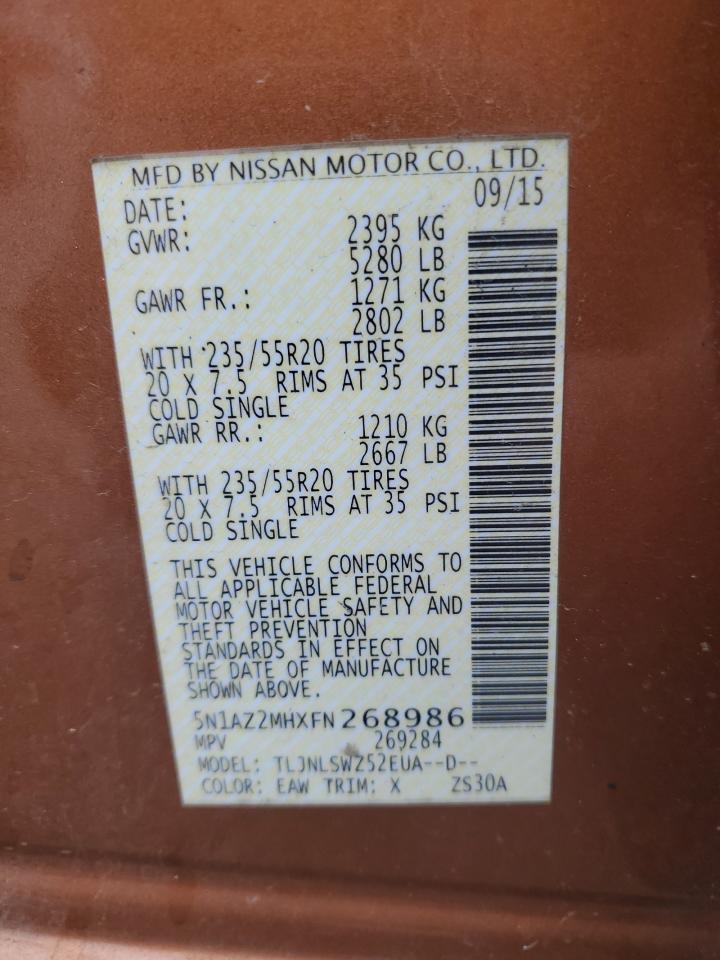 MFD BY NISSAN MOTOR CO., LTD.
DATE: 09/15
GVWR: 2395 KG
5280 LB
GAWR FR.: 1271 KG
2802 LB
WITH 235/55R20 TIRES
20 X 7.5 RIMS AT 35 PSI
COLD SINGLE
GAWR RR.: 1210 KG
2667 LB
WITH 235/55R20 TIRES
20 X 7.5 RIMS AT 35 PSI
COLD SINGLE
THIS VEHICLE CONFORMS TO
ALL APPLICABLE FEDERAL
MOTOR VEHICLE SAFETY AND
THEFT PREVENTION
STANDARDS IN EFFECT ON
THE DATE OF MANUFACTURE
SHOWN ABOVE.
5N1AZ2MHXFN268986
MPV 269284
MODEL: TLJNLSWZ52EUA--D--
COLOR: EAW TRIM: X ZS30A